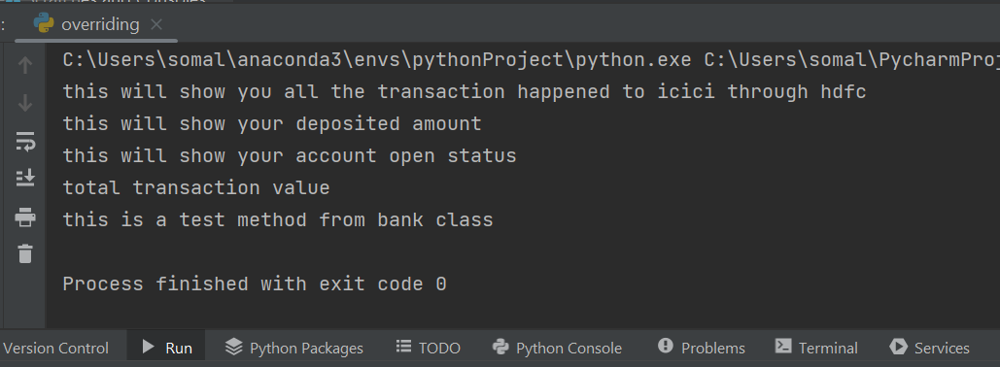 :
overriding
C:\Users\somal\anaconda3\envs\pythonProject\python.exe C:\Users\somal\PycharmProj
this will show you all the transaction happened to icici through hdfc
this will show your deposited amount
this will show your account open status
total transaction value
this is a test method from bank class
Process finished with exit code 0
Version Control Run Python Packages TODO Python Console Problems Terminal Services